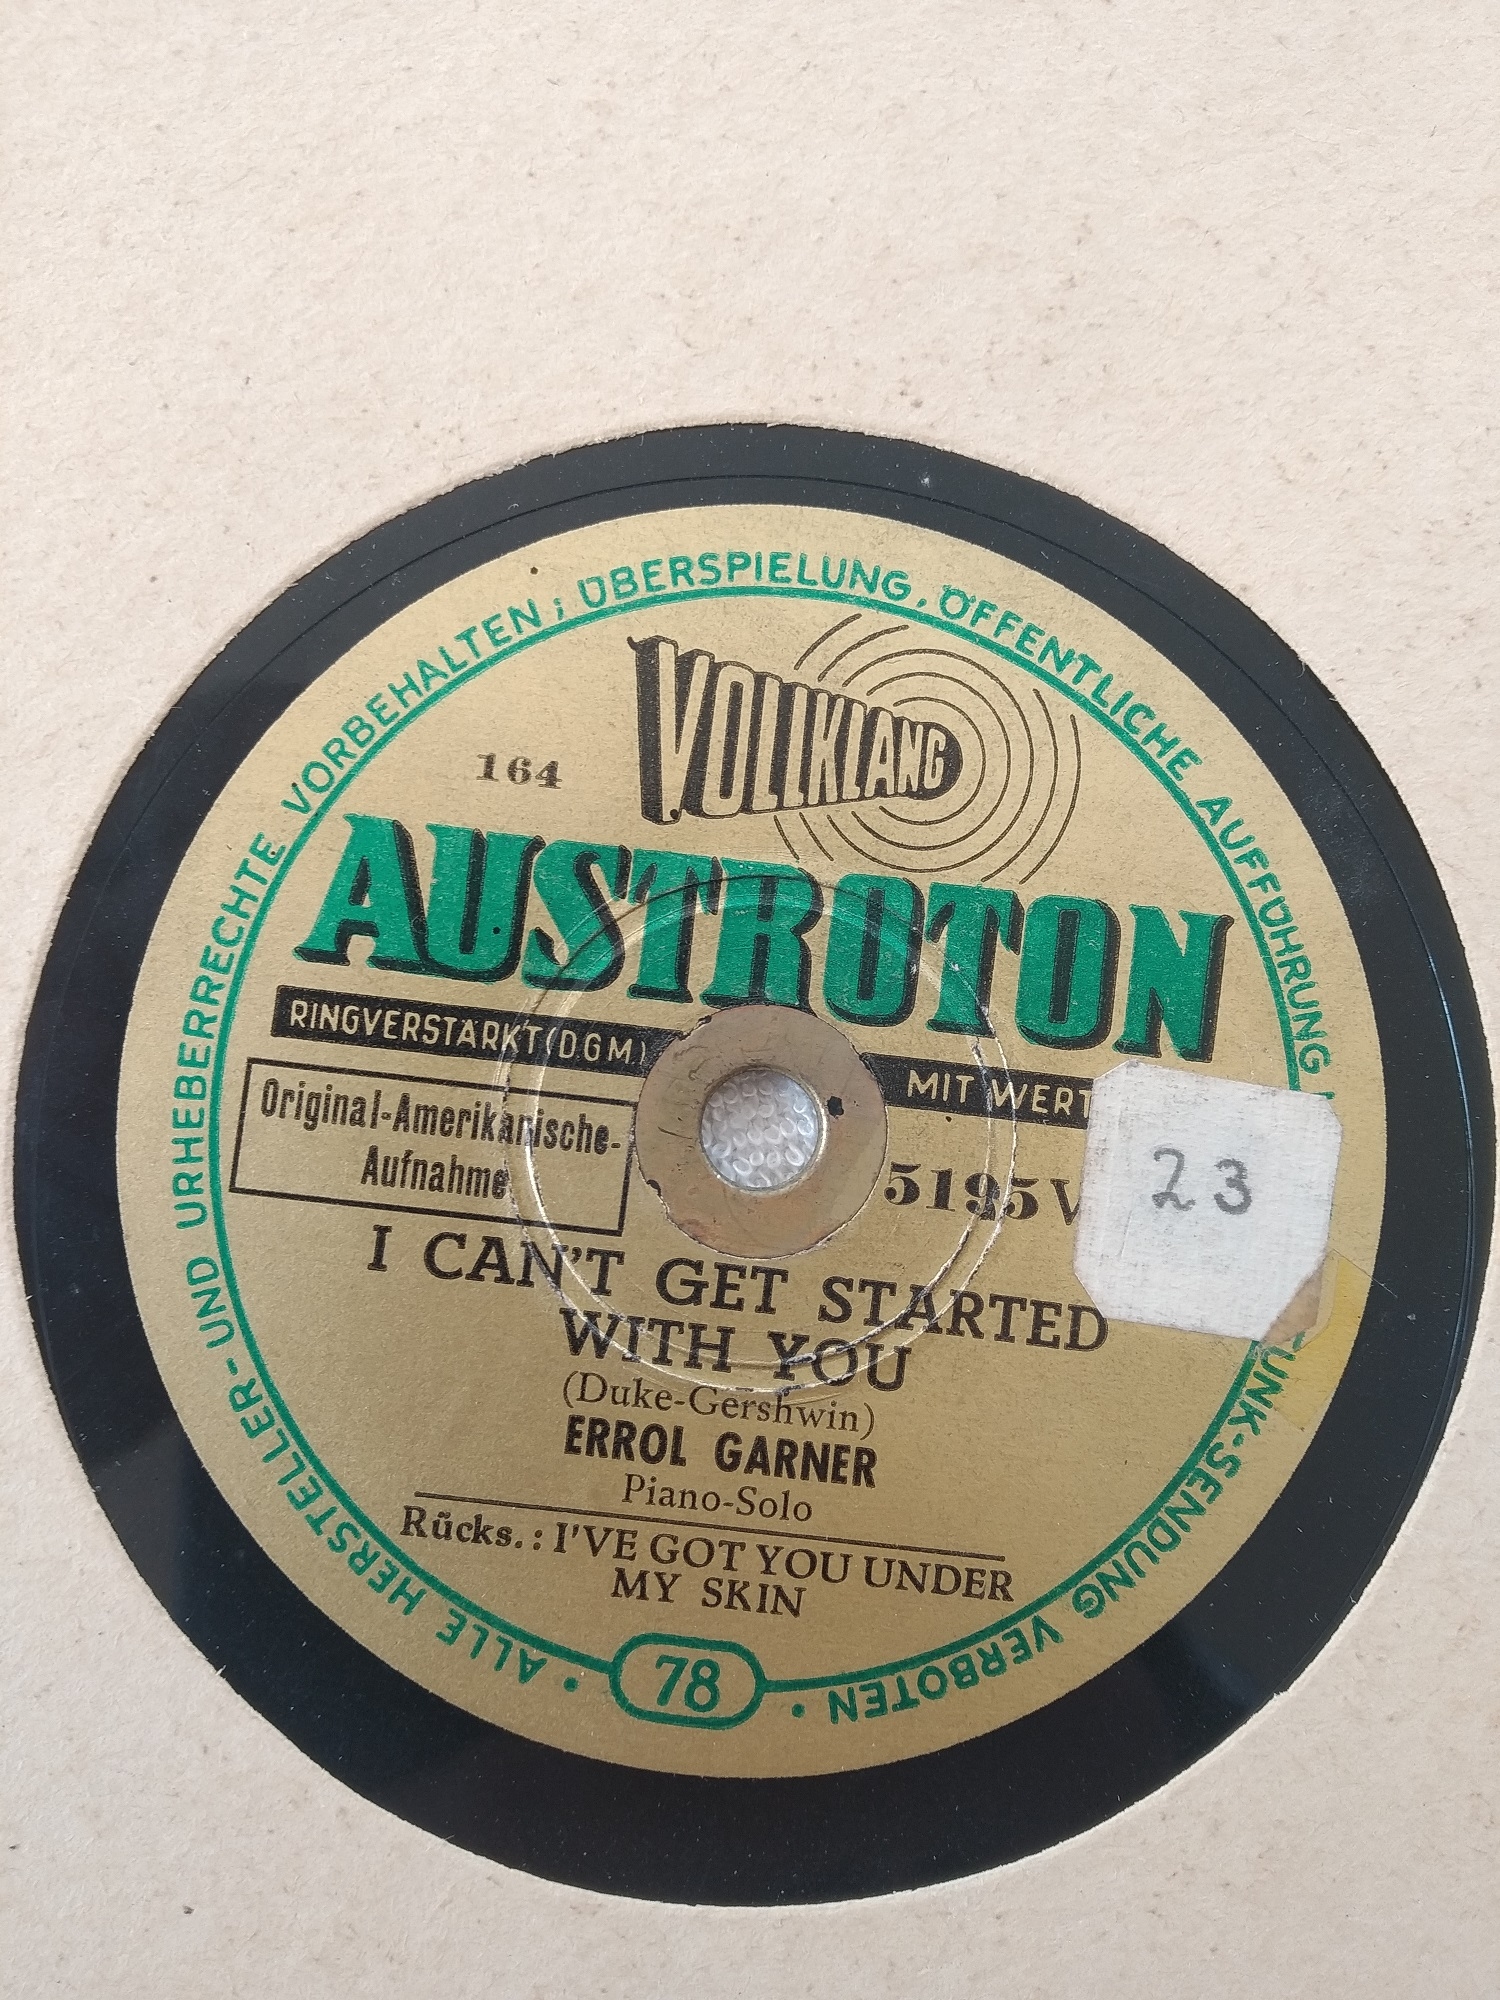 ALLE HERSTELLER- UND URHEBERRECHTE VORBEHALTEN; ÜBERSPIELUNG, ÖFFENTLICHE AUFFÜHRUNG
FUNK-SENDUNG VERBOTEN
VOLLKLANG
164
AUSTROTON
RINGVERSTÄRKT (D.G.M.) MIT WERT
Original-Amerikanische-
Aufnahme
5195 V
23
I CAN'T GET STARTED
WITH YOU
(Duke-Gershwin)
ERROL GARNER
Piano-Solo
Rücks.: I'VE GOT YOU UNDER
MY SKIN
78